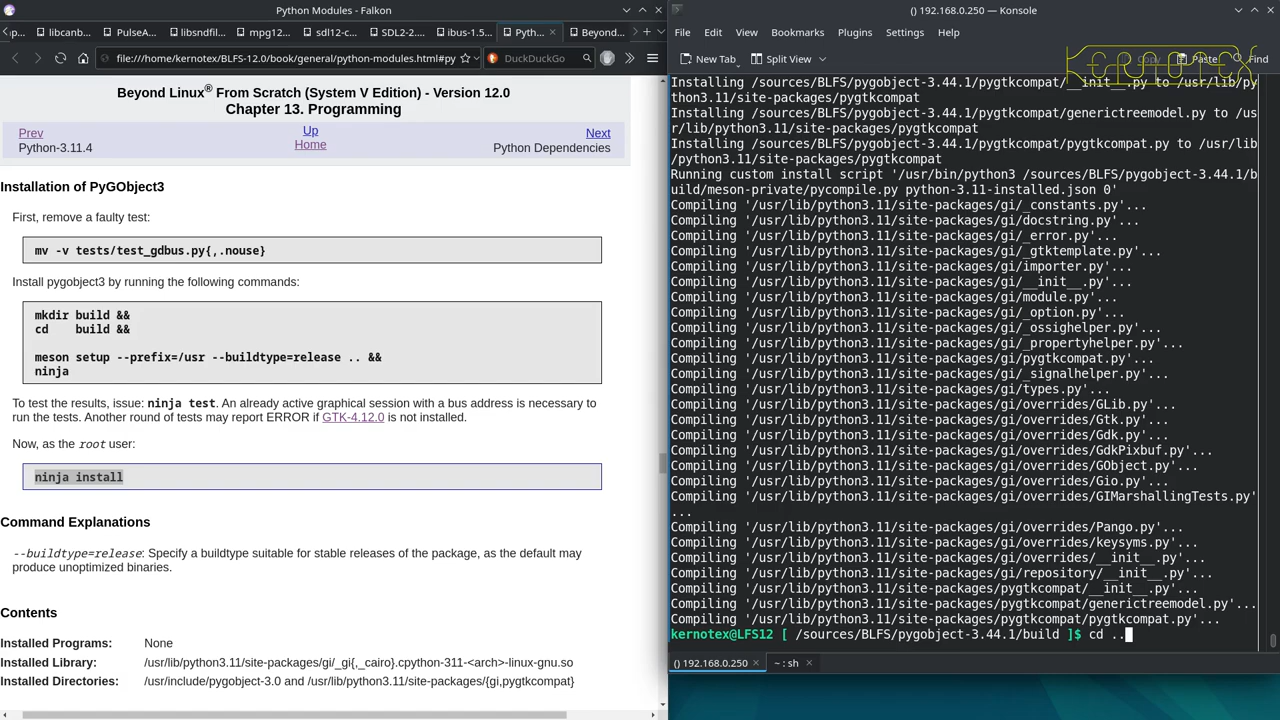 Python Modules - Falkon
ap...
libcanb...
PulseA...
libsndfil...
mpg12...
sdl12-c...
SDL2-2....
ibus-1.5...
Pyth...
Beyond...
file:///home/kernotex/BLFS-12.0/book/general/python-modules.html#py
DuckDuckGo
Beyond Linux® From Scratch (System V Edition) - Version 12.0
Chapter 13. Programming
Prev
Up
Next
Python-3.11.4
Home
Python Dependencies
Installation of PyGObject3
First, remove a faulty test:
mv -v tests/test_gdbus.py{,.nouse}
Install pygobject3 by running the following commands:
mkdir build &&
cd    build &&
meson setup --prefix=/usr --buildtype=release .. &&
ninja
To test the results, issue: ninja test. An already active graphical session with a bus address is necessary to
run the tests. Another round of tests may report ERROR if GTK-4.12.0 is not installed.
Now, as the root user:
ninja install
Command Explanations
--buildtype=release: Specify a buildtype suitable for stable releases of the package, as the default may
produce unoptimized binaries.
Contents
Installed Programs: None
Installed Library: /usr/lib/python3.11/site-packages/gi/_gi{,_cairo}.cpython-311-<arch>-linux-gnu.so
Installed Directories: /usr/include/pygobject-3.0 and /usr/lib/python3.11/site-packages/{gi,pygtkcompat}
() 192.168.0.250 — Konsole
File Edit View Bookmarks Plugins Settings Help
New Tab
Split View
Copy
Paste
Find
kernotex
Installing /sources/BLFS/pygobject-3.44.1/pygtkcompat/__init__.py to /usr/lib/py
thon3.11/site-packages/pygtkcompat
Installing /sources/BLFS/pygobject-3.44.1/pygtkcompat/generictreemodel.py to /us
r/lib/python3.11/site-packages/pygtkcompat
Installing /sources/BLFS/pygobject-3.44.1/pygtkcompat/pygtkcompat.py to /usr/lib
/python3.11/site-packages/pygtkcompat
Running custom install script '/usr/bin/python3 /sources/BLFS/pygobject-3.44.1/b
uild/meson-private/pycompile.py python-3.11-installed.json 0'
Compiling '/usr/lib/python3.11/site-packages/gi/_constants.py'...
Compiling '/usr/lib/python3.11/site-packages/gi/docstring.py'...
Compiling '/usr/lib/python3.11/site-packages/gi/_error.py'...
Compiling '/usr/lib/python3.11/site-packages/gi/_gtktemplate.py'...
Compiling '/usr/lib/python3.11/site-packages/gi/importer.py'...
Compiling '/usr/lib/python3.11/site-packages/gi/__init__.py'...
Compiling '/usr/lib/python3.11/site-packages/gi/module.py'...
Compiling '/usr/lib/python3.11/site-packages/gi/_option.py'...
Compiling '/usr/lib/python3.11/site-packages/gi/_ossighelper.py'...
Compiling '/usr/lib/python3.11/site-packages/gi/_propertyhelper.py'...
Compiling '/usr/lib/python3.11/site-packages/gi/pygtkcompat.py'...
Compiling '/usr/lib/python3.11/site-packages/gi/_signalhelper.py'...
Compiling '/usr/lib/python3.11/site-packages/gi/types.py'...
Compiling '/usr/lib/python3.11/site-packages/gi/overrides/GLib.py'...
Compiling '/usr/lib/python3.11/site-packages/gi/overrides/Gtk.py'...
Compiling '/usr/lib/python3.11/site-packages/gi/overrides/Gdk.py'...
Compiling '/usr/lib/python3.11/site-packages/gi/overrides/GdkPixbuf.py'...
Compiling '/usr/lib/python3.11/site-packages/gi/overrides/GObject.py'...
Compiling '/usr/lib/python3.11/site-packages/gi/overrides/Gio.py'...
Compiling '/usr/lib/python3.11/site-packages/gi/overrides/GIMarshallingTests.py'
...
Compiling '/usr/lib/python3.11/site-packages/gi/overrides/Pango.py'...
Compiling '/usr/lib/python3.11/site-packages/gi/overrides/keysyms.py'...
Compiling '/usr/lib/python3.11/site-packages/gi/overrides/__init__.py'...
Compiling '/usr/lib/python3.11/site-packages/gi/repository/__init__.py'...
Compiling '/usr/lib/python3.11/site-packages/pygtkcompat/__init__.py'...
Compiling '/usr/lib/python3.11/site-packages/pygtkcompat/generictreemodel.py'...
Compiling '/usr/lib/python3.11/site-packages/pygtkcompat/pygtkcompat.py'...
kernotex@LFS12 [ /sources/BLFS/pygobject-3.44.1/build ]$ cd ..
() 192.168.0.250
~ : sh